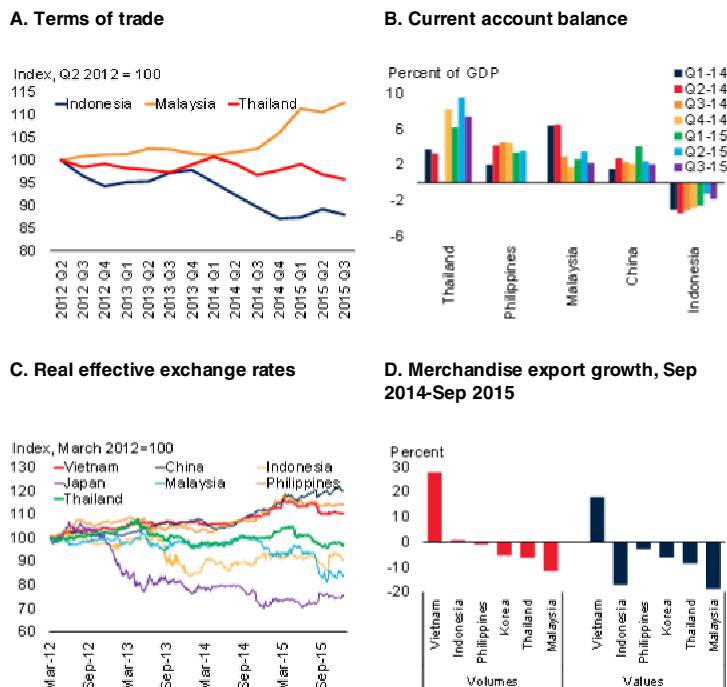 A. Terms of trade
Index, Q2 2012 = 100
Indonesia Malaysia Thailand
115
110
105
100
95
90
85
80
2012 Q2
2012 Q3
2012 Q4
2013 Q1
2013 Q2
2013 Q3
2013 Q4
2014 Q1
2014 Q2
2014 Q3
2014 Q4
2015 Q1
2015 Q2
2015 Q3
B. Current account balance
Percent of GDP
10
6
2
-2
-6
Q1-14
Q2-14
Q3-14
Q4-14
Q1-15
Q2-15
Q3-15
Thailand
Philippines
Malaysia
China
Indonesia
C. Real effective exchange rates
Index, March 2012=100
Vietnam China Indonesia
Japan Malaysia Philippines
Thailand
130
120
110
100
90
80
70
60
Mar-12
Sep-12
Mar-13
Sep-13
Mar-14
Sep-14
Mar-15
Sep-15
D. Merchandise export growth, Sep
2014-Sep 2015
Percent
30
20
10
0
-10
-20
Vietnam
Indonesia
Philippines
Korea
Thailand
Malaysia
Volumes
Vietnam
Indonesia
Philippines
Korea
Thailand
Malaysia
Values